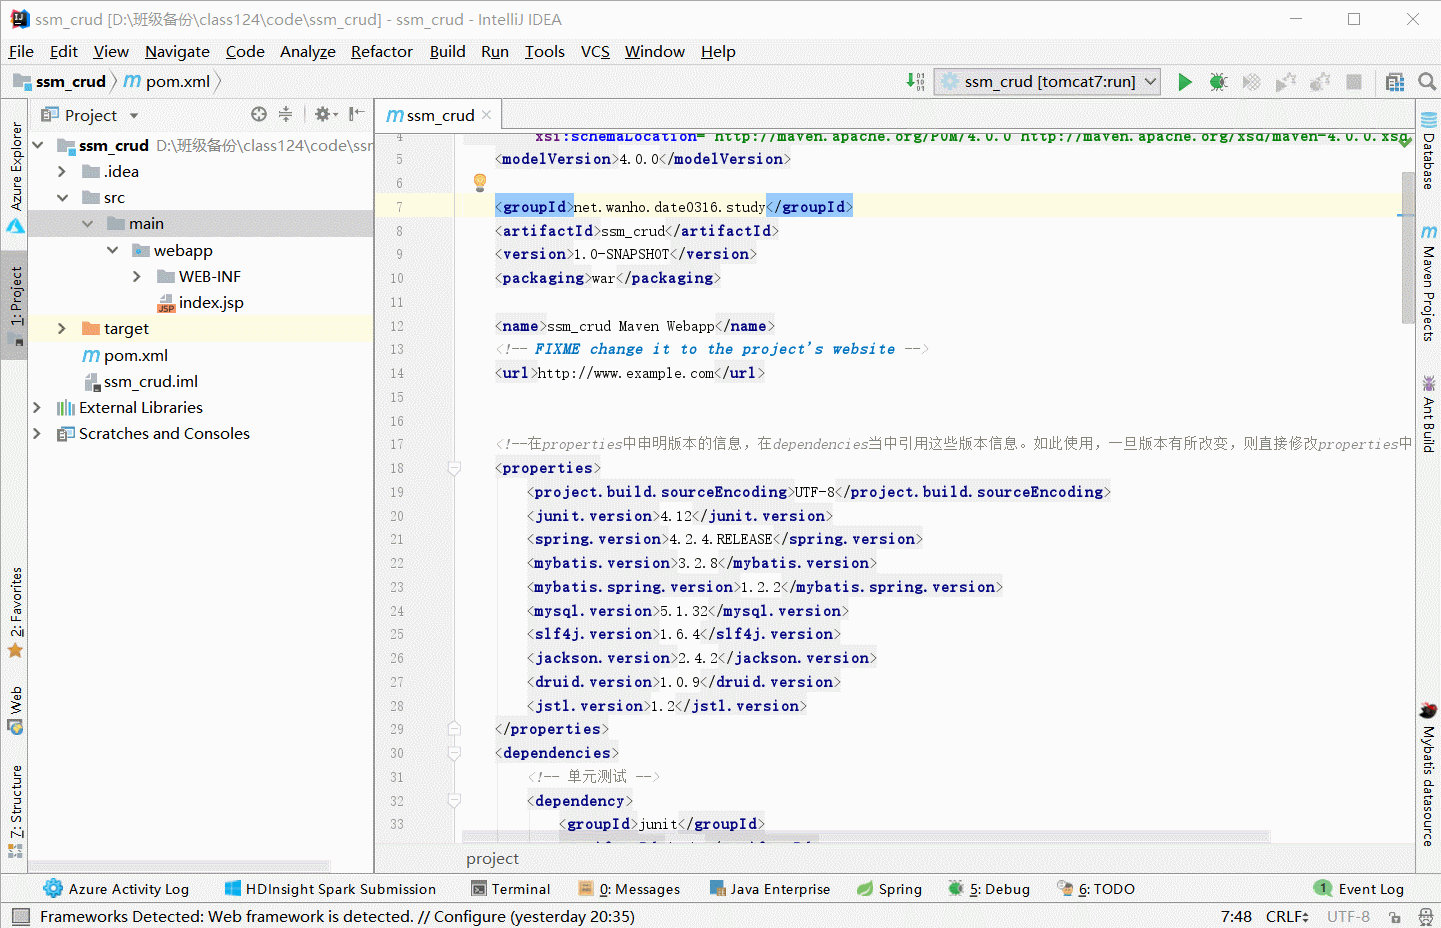 ssm_crud [D:\班级备份\class124\code\ssm_crud] - ssm_crud - IntelliJ IDEA
File Edit View Navigate Code Analyze Refactor Build Run Tools VCS Window Help
ssm_crud pom.xml
ssm_crud [tomcat7:run]
Project
ssm_crud
Azure Explorer
1: Project
2: Favorites
Web
7: Structure
ssm_crud D:\班级备份\class124\code\ssm
.idea
src
main
webapp
WEB-INF
index.jsp
target
pom.xml
ssm_crud.iml
External Libraries
Scratches and Consoles
4 xsi:schemaLocation="http://maven.apache.org/POM/4.0.0 http://maven.apache.org/xsd/maven-4.0.0.xsd
5 <modelVersion>4.0.0</modelVersion>
6
7 <groupId>net.wanho.date0316.study</groupId>
8 <artifactId>ssm_crud</artifactId>
9 <version>1.0-SNAPSHOT</version>
10 <packaging>war</packaging>
11
12 <name>ssm_crud Maven Webapp</name>
13 <!-- FIXME change it to the project's website -->
14 <url>http://www.example.com</url>
15
16
17 <!--在properties中申明版本的信息，在dependencies当中引用这些版本信息。如此使用，一旦版本有所改变，则直接修改properties中
18 <properties>
19 <project.build.sourceEncoding>UTF-8</project.build.sourceEncoding>
20 <junit.version>4.12</junit.version>
21 <spring.version>4.2.4.RELEASE</spring.version>
22 <mybatis.version>3.2.8</mybatis.version>
23 <mybatis.spring.version>1.2.2</mybatis.spring.version>
24 <mysql.version>5.1.32</mysql.version>
25 <slf4j.version>1.6.4</slf4j.version>
26 <jackson.version>2.4.2</jackson.version>
27 <druid.version>1.0.9</druid.version>
28 <jstl.version>1.2</jstl.version>
29 </properties>
30 <dependencies>
31 <!-- 单元测试 -->
32 <dependency>
33 <groupId>junit</groupId>
project
Database
Maven Projects
Ant Build
Mybatis datasource
Azure Activity Log HDInsight Spark Submission Terminal 0: Messages Java Enterprise Spring 5: Debug 6: TODO 1 Event Log
Frameworks Detected: Web framework is detected. // Configure (yesterday 20:35) 7:48 CRLF UTF-8